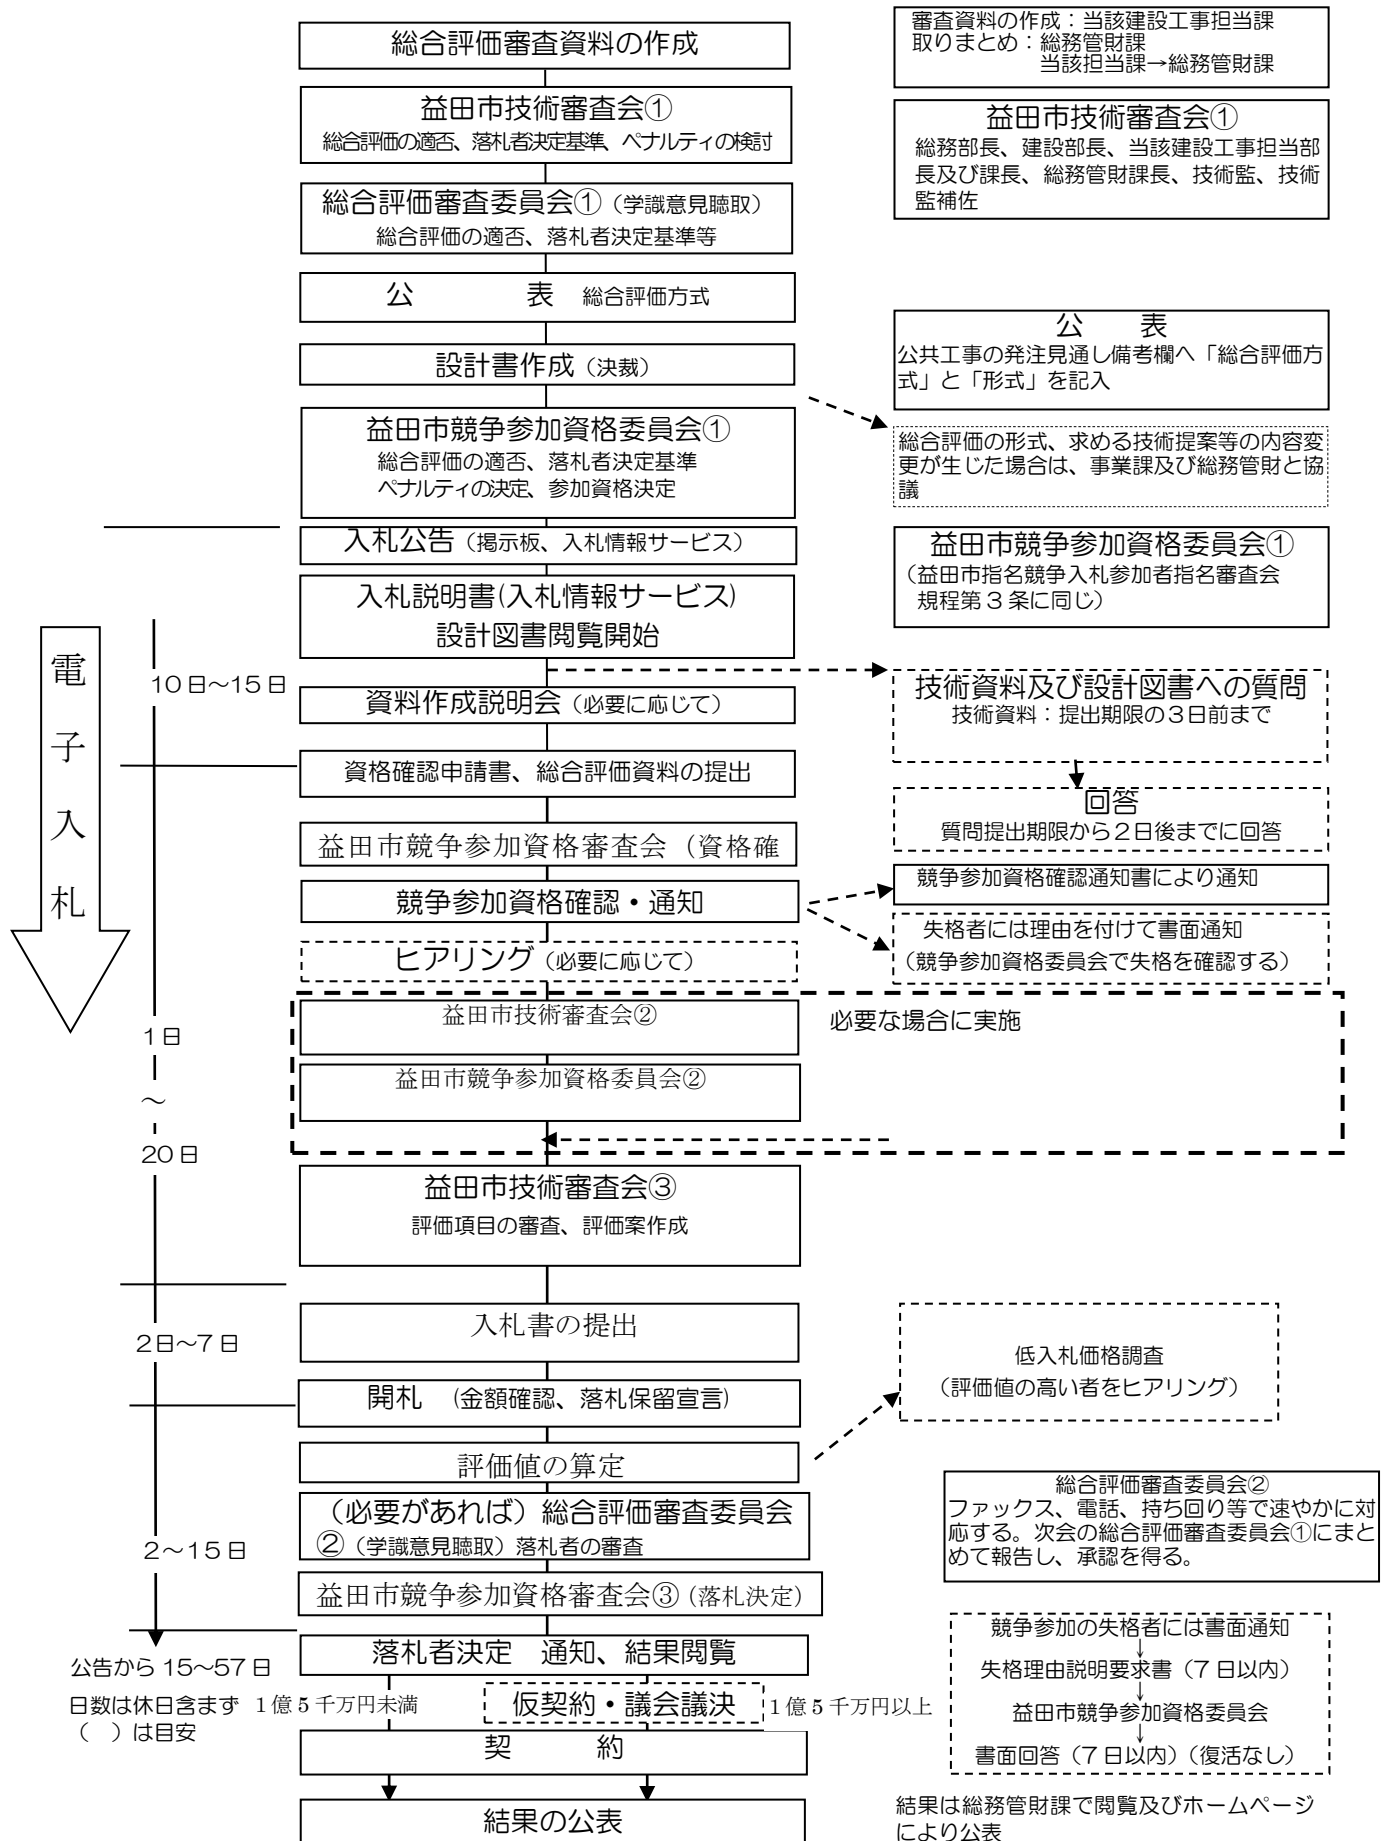 総合評価審査資料の作成
審査資料の作成：当該建設工事担当課
取りまとめ：総務管財課
当該担当課→総務管財課
益田市技術審査会①
総合評価の適否、落札者決定基準、ペナルティの検討
益田市技術審査会①
総務部長、建設部長、当該建設工事担当部
長及び課長、総務管財課長、技術監、技術
監補佐
総合評価審査委員会①（学識意見聴取）
総合評価の適否、落札者決定基準等
公　表　総合評価方式
公　表
公共工事の発注見通し備考欄へ「総合評価方
式」と「形式」を記入
設計書作成（決裁）
益田市競争参加資格委員会①
総合評価の適否、落札者決定基準
ペナルティの決定、参加資格決定
総合評価の形式、求める技術提案等の内容変
更が生じた場合は、事業課及び総務管財と協
議
入札公告（掲示板、入札情報サービス）
益田市競争参加資格委員会①
（益田市指名競争入札参加者指名審査会
規程第３条に同じ）
入札説明書(入札情報サービス)
設計図書閲覧開始
電子入札
10日～15日
資料作成説明会（必要に応じて）
技術資料及び設計図書への質問
技術資料：提出期限の３日前まで
資格確認申請書、総合評価資料の提出
回答
質問提出期限から２日後までに回答
益田市競争参加資格審査会（資格確
競争参加資格確認・通知
競争参加資格確認通知書により通知
失格者には理由を付けて書面通知
（競争参加資格委員会で失格を確認する）
ヒアリング（必要に応じて）
益田市技術審査会②
必要な場合に実施
1日
～
20日
益田市競争参加資格委員会②
益田市技術審査会③
評価項目の審査、評価案作成
入札書の提出
2日～7日
低入札価格調査
（評価値の高い者をヒアリング）
開札　(金額確認、落札保留宣言)
評価値の算定
総合評価審査委員会②
ファックス、電話、持ち回り等で速やかに対
応する。次会の総合評価審査委員会①にまと
めて報告し、承認を得る。
（必要があれば）総合評価審査委員会
②（学識意見聴取）落札者の審査
2～15日
益田市競争参加資格審査会③(落札決定)
落札者決定　通知、結果閲覧
競争参加の失格者には書面通知
↓
失格理由説明要求書（７日以内）
↓
益田市競争参加資格委員会
↓
書面回答（７日以内）（復活なし）
公告から15～57日
日数は休日含まず
（　）は目安
1億5千万円未満
仮契約・議会議決
1億5千万円以上
契　約
結果の公表
結果は総務管財課で閲覧及びホームページ
により公表